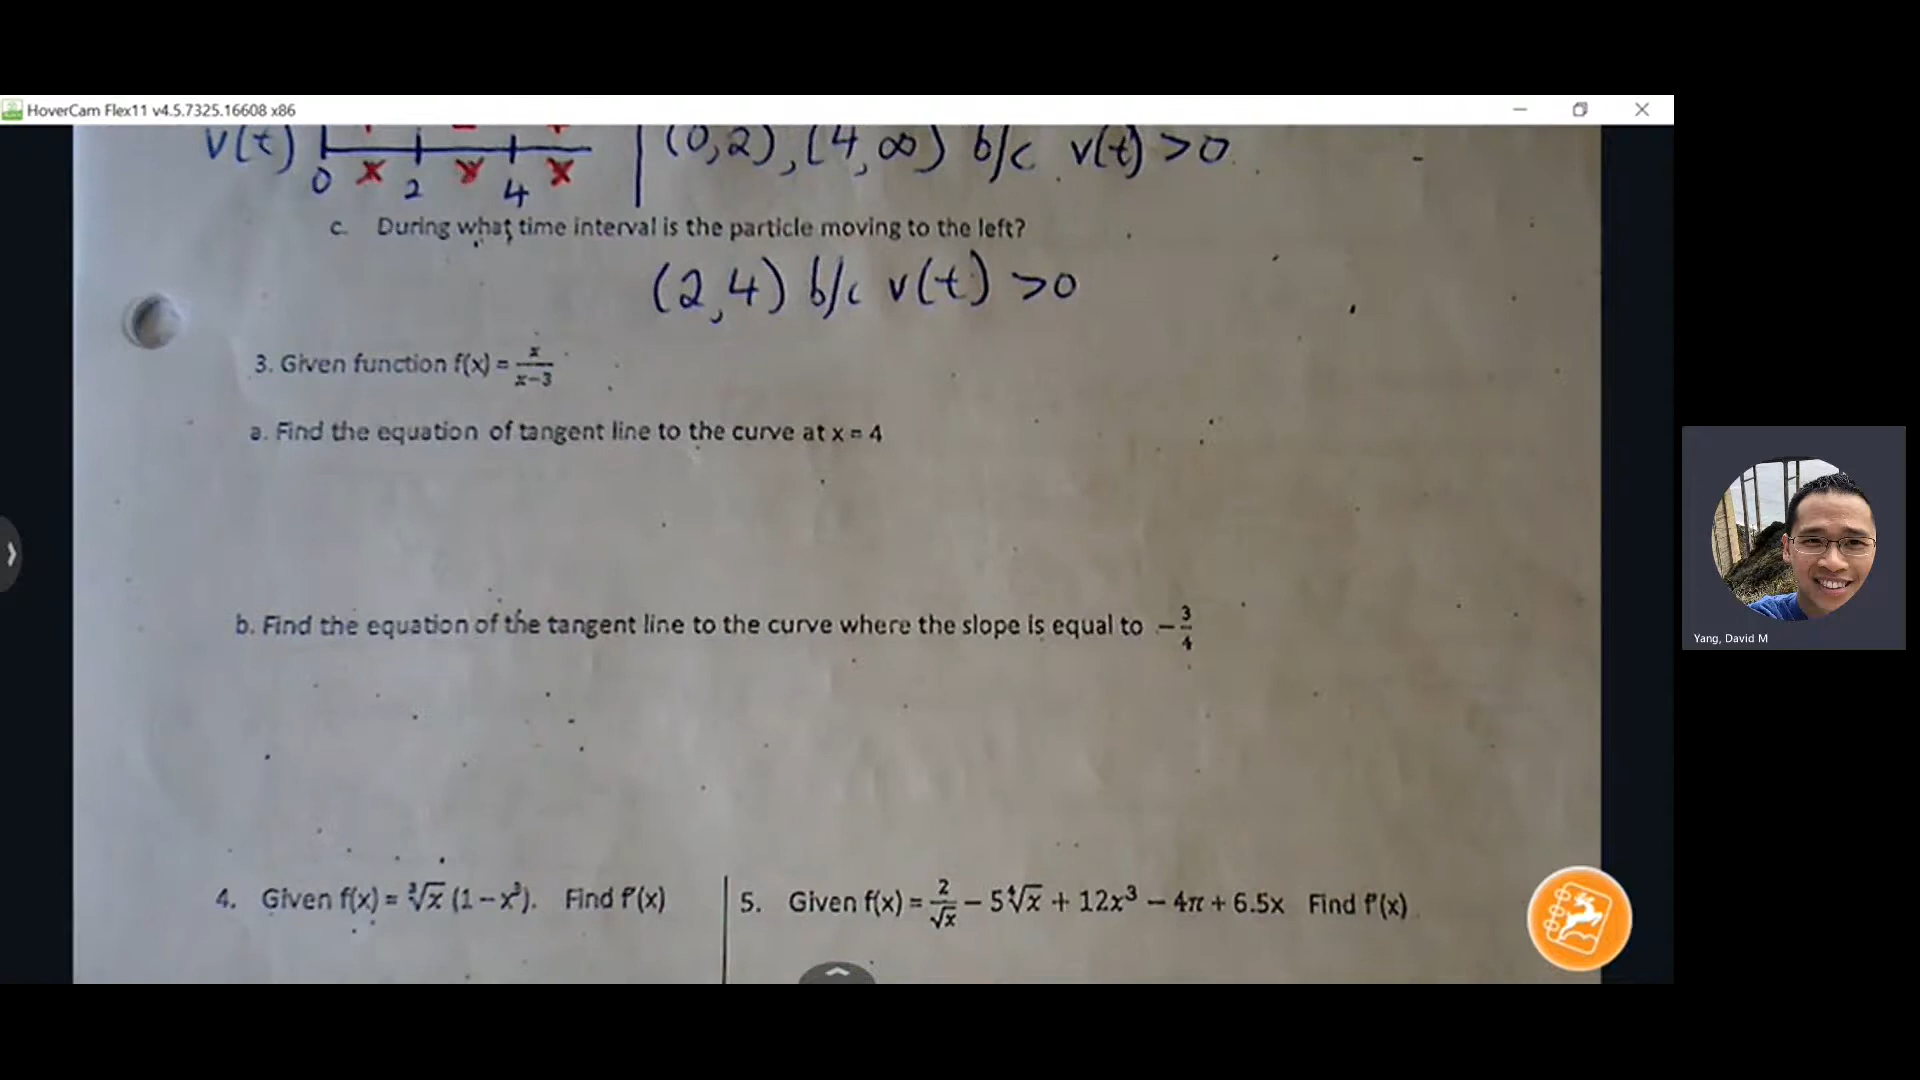 HoverCam Flex11 v4.5.7325.16608 x86
v(t) 0 x 2 x 4 x (0,2), (4,∞) b/c v(t) >0
c. During what time interval is the particle moving to the left?
(2,4) b/c v(t) >0
3. Given function f(x) = x/(x−3)
a. Find the equation of tangent line to the curve at x = 4
b. Find the equation of the tangent line to the curve where the slope is equal to −3/4
Yang, David M
4. Given f(x) = ∛x (1 − x³). Find f'(x)
5. Given f(x) = 2/√x − 5∜x + 12x³ − 4π + 6.5x Find f'(x)